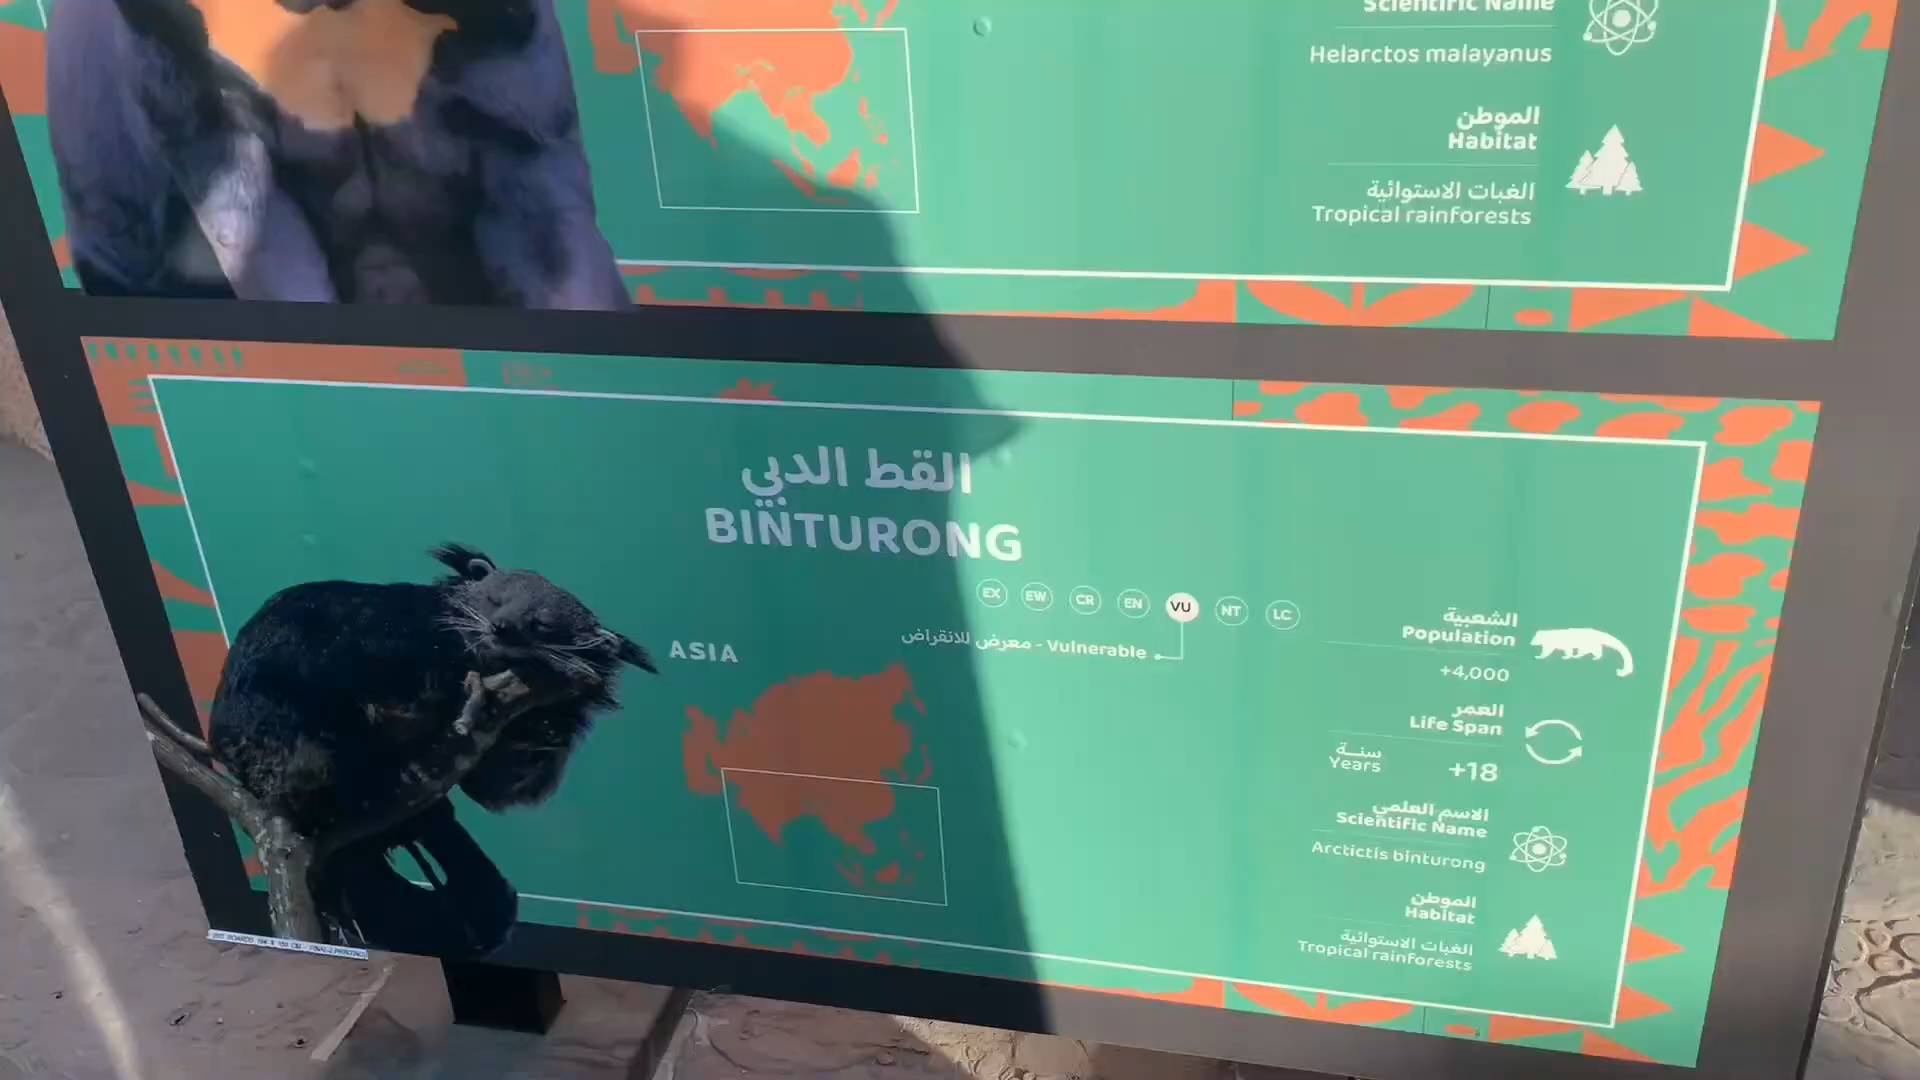 Scientific Name
Helarctos malayanus
الموطن
Habitat
الغابات الاستوائية
Tropical rainforests
القط الدبي
BINTURONG
EX EW CR EN VU NT LC
معرض للانقراض - Vulnerable
ASIA
الشعبية
Population
+4,000
العمر
Life Span
سنة
Years
+18
الاسم العلمي
Scientific Name
Arctictis binturong
الموطن
Habitat
الغابات الاستوائية
Tropical rainforests